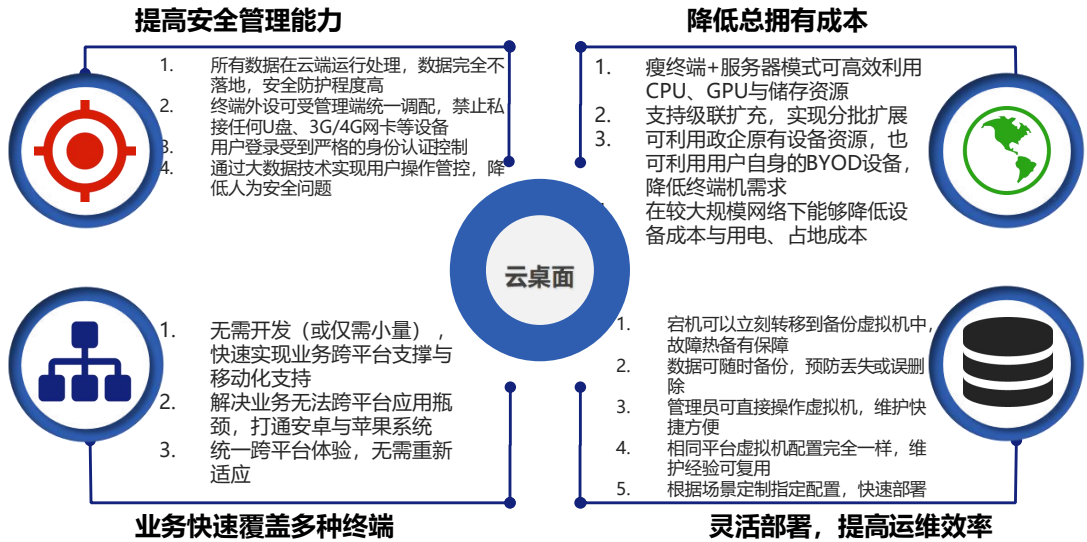 提高安全管理能力
1. 所有数据在云端运行处理，数据完全不
落地，安全防护程度高
2. 终端外设可受管理端统一调配，禁止私
接任何U盘、3G/4G网卡等设备
3. 用户登录受到严格的身份认证控制
4. 通过大数据技术实现用户操作管控，降
低人为安全问题
降低总拥有成本
1. 瘦终端+服务器模式可高效利用
CPU、GPU与储存资源
2. 支持级联扩充，实现分批扩展
3. 可利用政企原有设备资源，也
可利用用户自身的BYOD设备，
降低终端机需求
在较大规模网络下能够降低设
备成本与用电、占地成本
云桌面
1. 无需开发（或仅需小量），
快速实现业务跨平台支撑与
移动化支持
2. 解决业务无法跨平台应用瓶
颈，打通安卓与苹果系统
3. 统一跨平台体验，无需重新
适应
业务快速覆盖多种终端
1. 宕机可以立刻转移到备份虚拟机中，
故障热备有保障
2. 数据可随时备份，预防丢失或误删
除
3. 管理员可直接操作虚拟机，维护快
捷方便
4. 相同平台虚拟机配置完全一样，维
护经验可复用
5. 根据场景定制指定配置，快速部署
灵活部署，提高运维效率